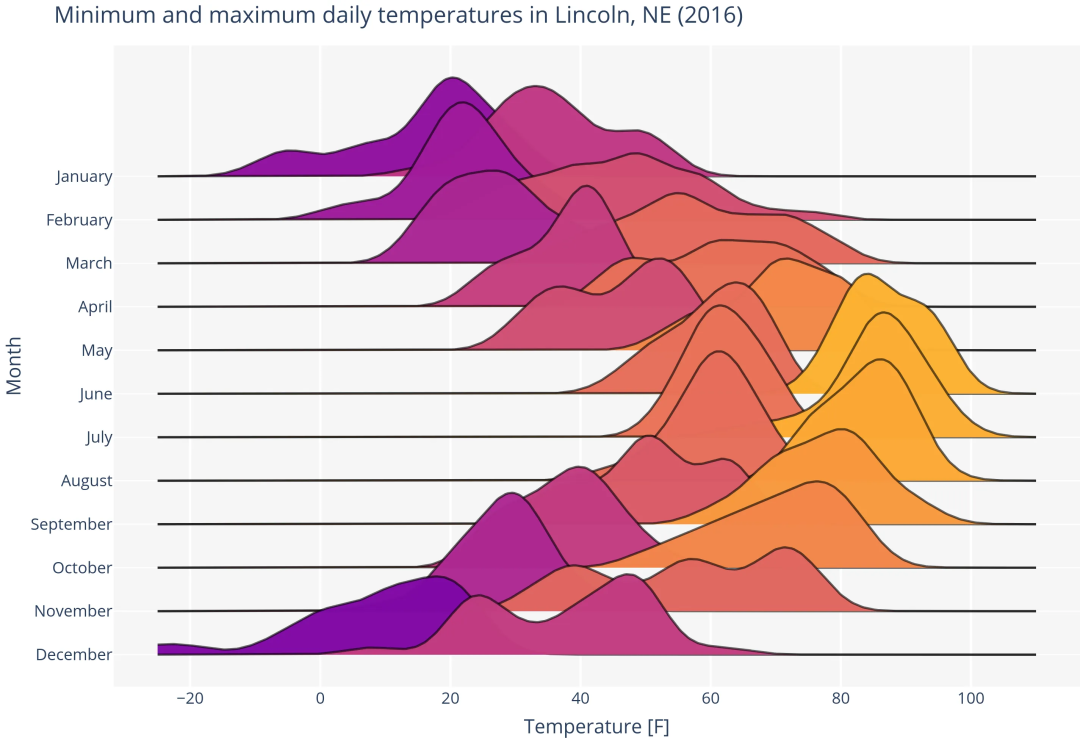 Minimum and maximum daily temperatures in Lincoln, NE (2016)
January
February
March
April
May
June
July
August
September
October
November
December
Month
−20
0
20
40
60
80
100
Temperature [F]